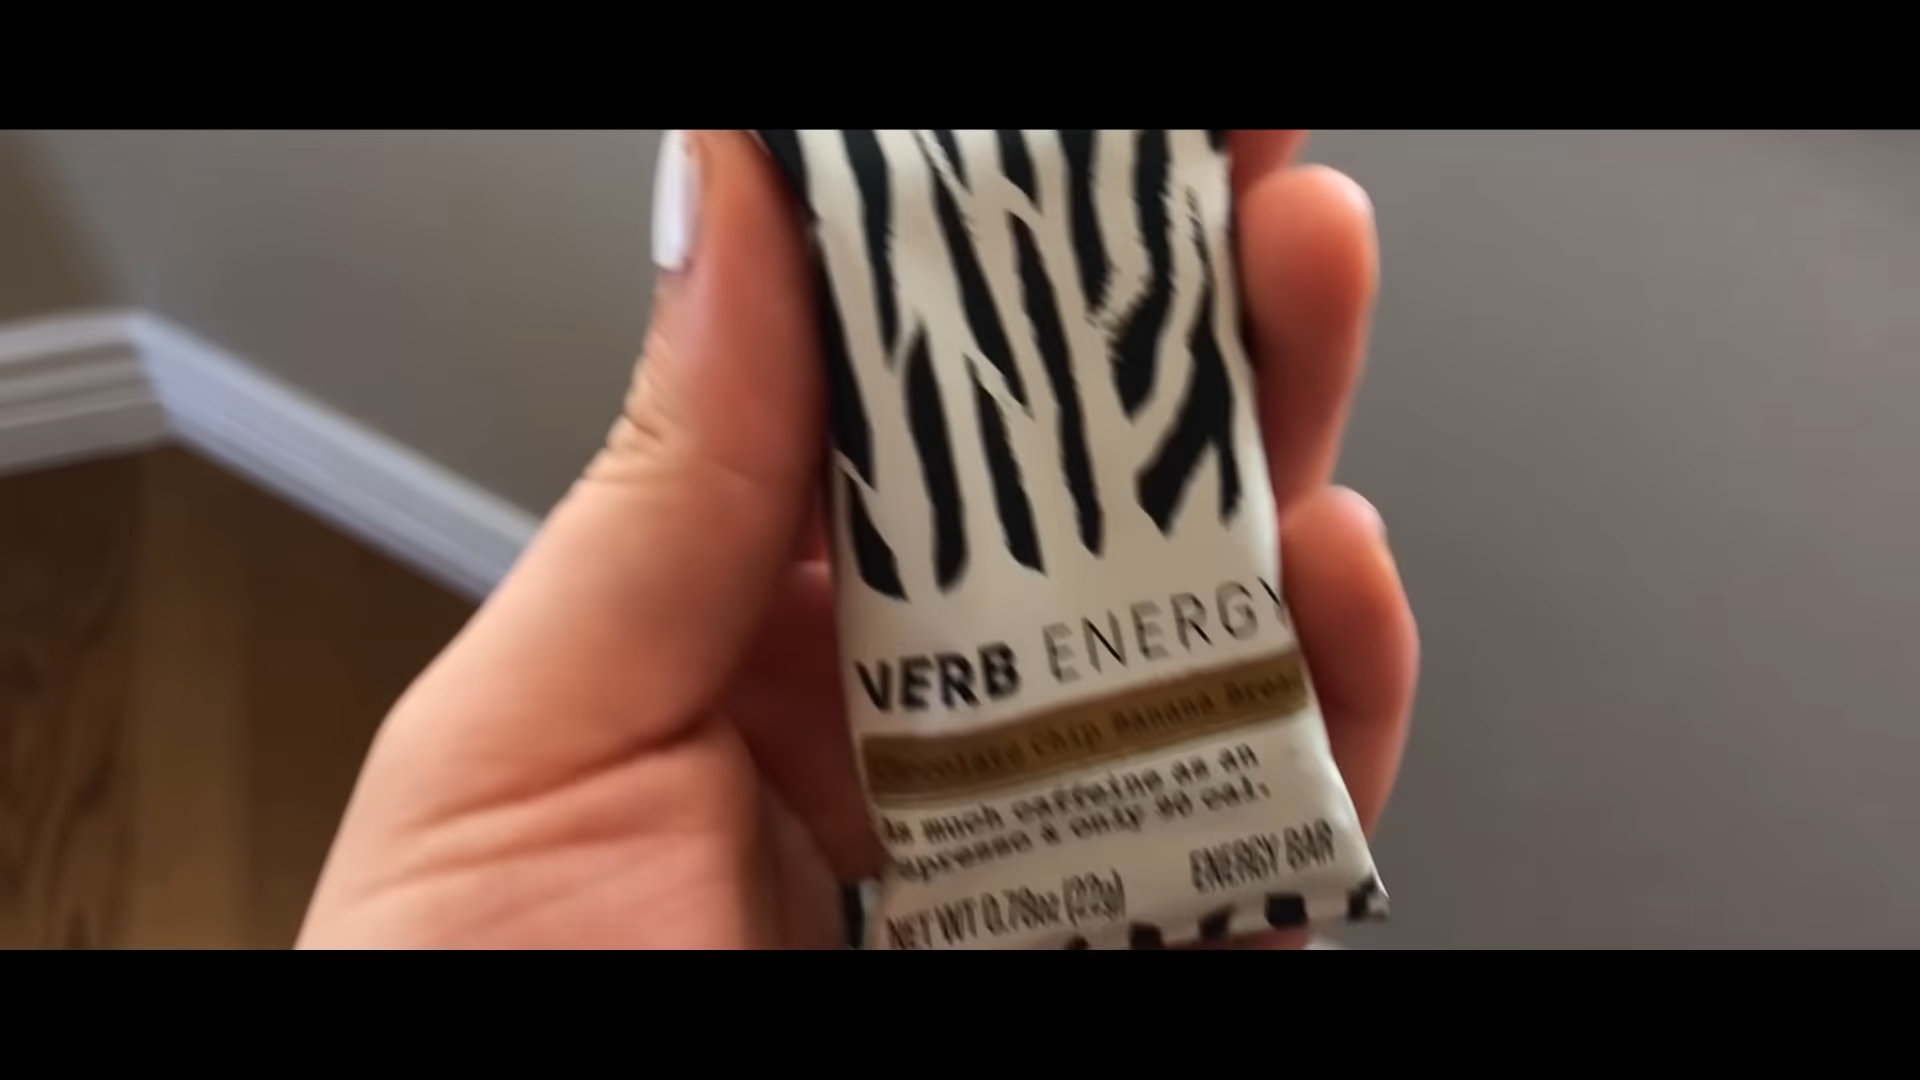 VERB ENERGY
Chocolate Chip Banana Bread
As much caffeine as an
espresso & only 90 cal.
NET WT 0.78oz (22g) ENERGY BAR